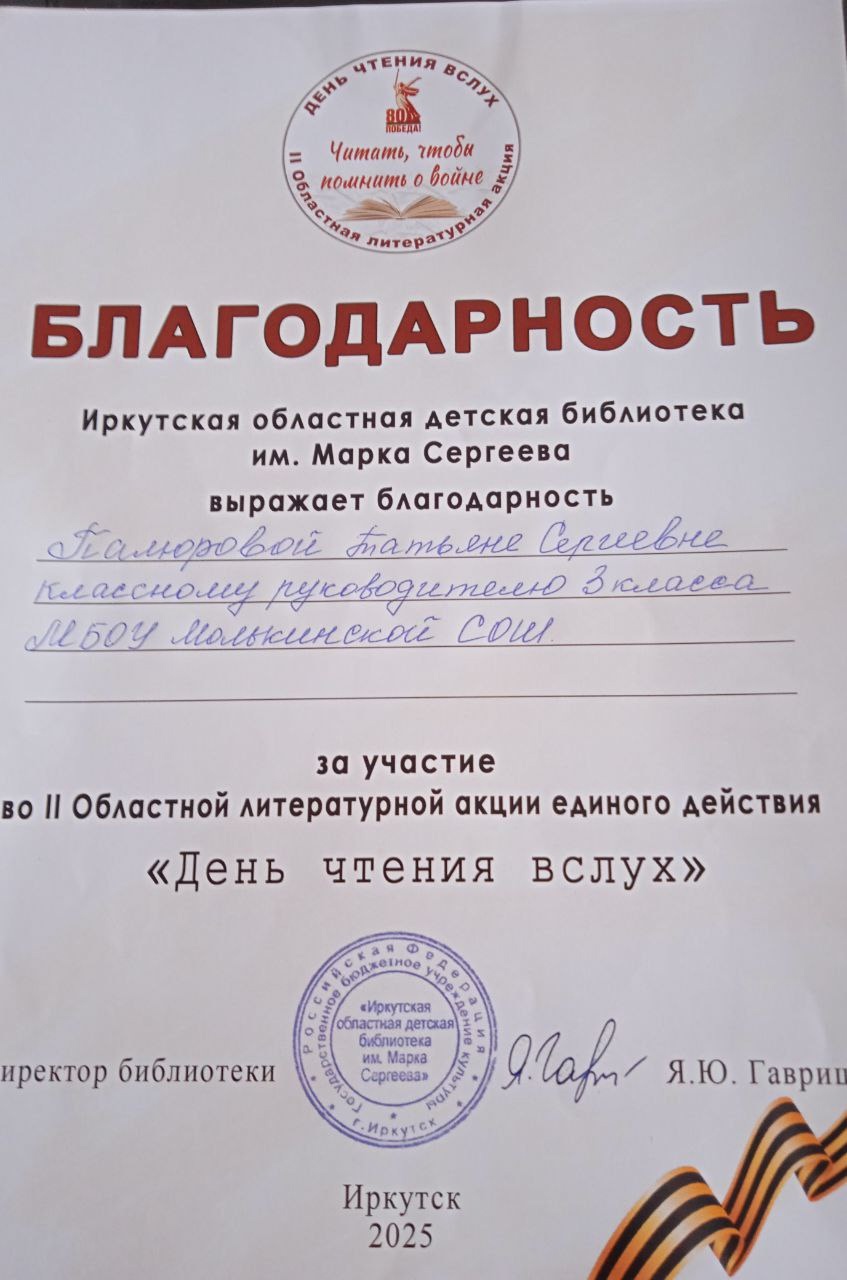 ДЕНЬ ЧТЕНИЯ ВСЛУХ
80
ПОБЕДА!
Читать, чтобы
помнить о войне
II Областная литературная акция
БЛАГОДАРНОСТЬ
Иркутская областная детская библиотека
им. Марка Сергеева
выражает благодарность
Палюровой Татьяне Сергиевне
классному руководителю 3 класса
МБОУ Молькинской СОШ.
за участие
во II Областной литературной акции единого действия
«День чтения вслух»
Российская Федерация
Государственное бюджетное учреждение культуры
«Иркутская
областная детская
библиотека
им. Марка
Сергеева»
г. Иркутск
иректор библиотеки
Я.Ю. Гавриц
Иркутск
2025